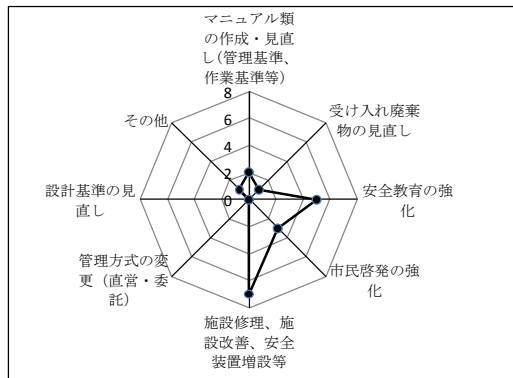 マニュアル類
の作成・見直
し(管理基準、
作業基準等)
受け入れ廃棄
物の見直し
安全教育の強
化
市民啓発の強
化
施設修理、施
設改善、安全
装置増設等
管理方式の変
更（直営・委
託）
設計基準の見
直し
その他
8
6
4
2
0